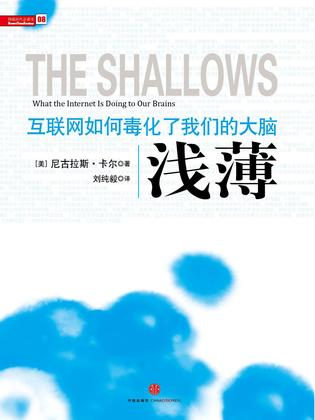 08
THE SHALLOWS
What the Internet Is Doing to Our Brains
互联网如何毒化了我们的大脑
[美] 尼古拉斯·卡尔 著
刘纯毅 译
浅薄
中信出版社·CHINACITICPRESS